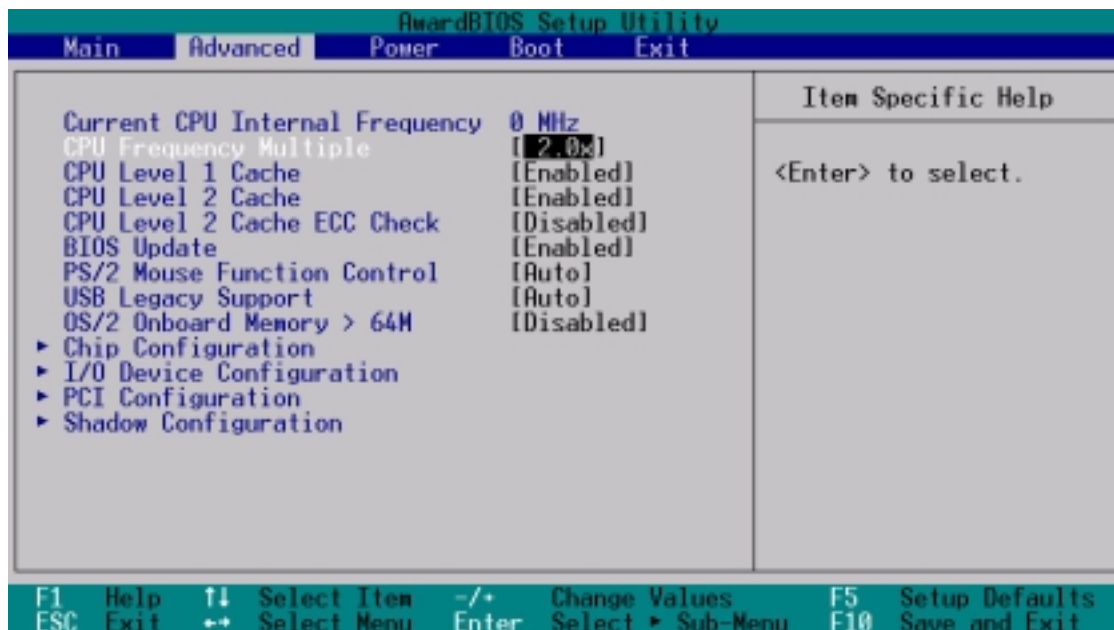 AwardBIOS Setup Utility
Main Advanced Power Boot Exit
Item Specific Help
Current CPU Internal Frequency 0 MHz
CPU Frequency Multiple [ 2.0x]
CPU Level 1 Cache [Enabled]
<Enter> to select.
CPU Level 2 Cache [Enabled]
CPU Level 2 Cache ECC Check [Disabled]
BIOS Update [Enabled]
PS/2 Mouse Function Control [Auto]
USB Legacy Support [Auto]
OS/2 Onboard Memory > 64M [Disabled]
► Chip Configuration
► I/O Device Configuration
► PCI Configuration
► Shadow Configuration
F1 Help ↑↓ Select Item -/+ Change Values F5 Setup Defaults
ESC Exit ←→ Select Menu Enter Select ► Sub-Menu F10 Save and Exit